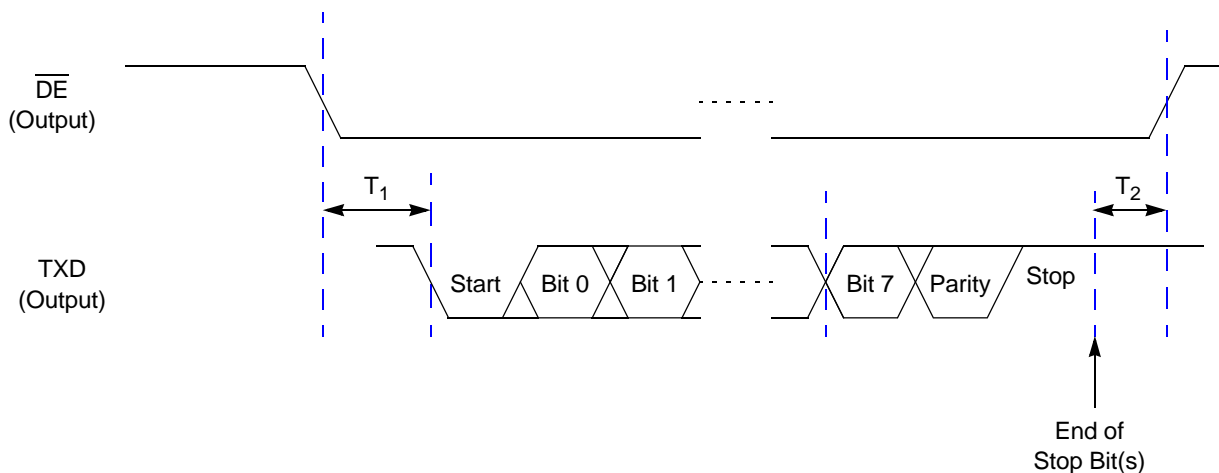 DE
(Output)
T1
T2
TXD
(Output)
Start
Bit 0
Bit 1
Bit 7
Parity
Stop
End of
Stop Bit(s)